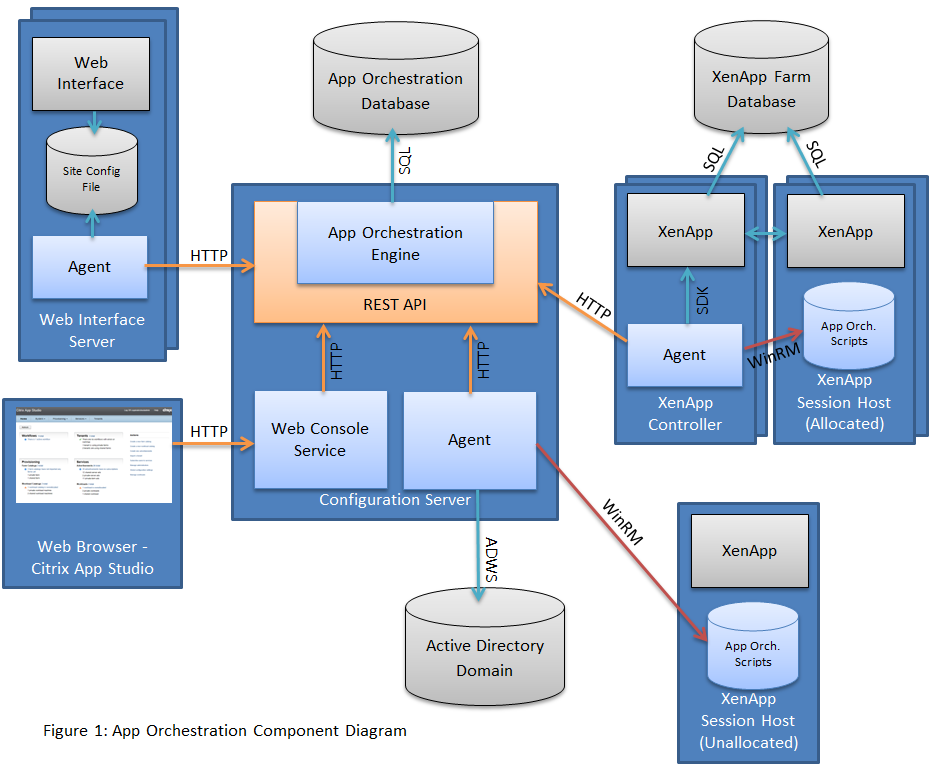 Web
Interface
Site Config
File
Agent
Web Interface
Server
HTTP
App Orchestration
Database
SQL
App Orchestration
Engine
REST API
HTTP
HTTP
Web Console
Service
Agent
Configuration Server
HTTP
Citrix App Studio
Web Browser -
Citrix App Studio
ADWS
Active Directory
Domain
XenApp Farm
Database
SQL
SQL
XenApp
XenApp
SDK
HTTP
Agent
WinRM
App Orch.
Scripts
XenApp
Controller
XenApp
Session Host
(Allocated)
WinRM
XenApp
App Orch.
Scripts
XenApp
Session Host
(Unallocated)
Figure 1: App Orchestration Component Diagram